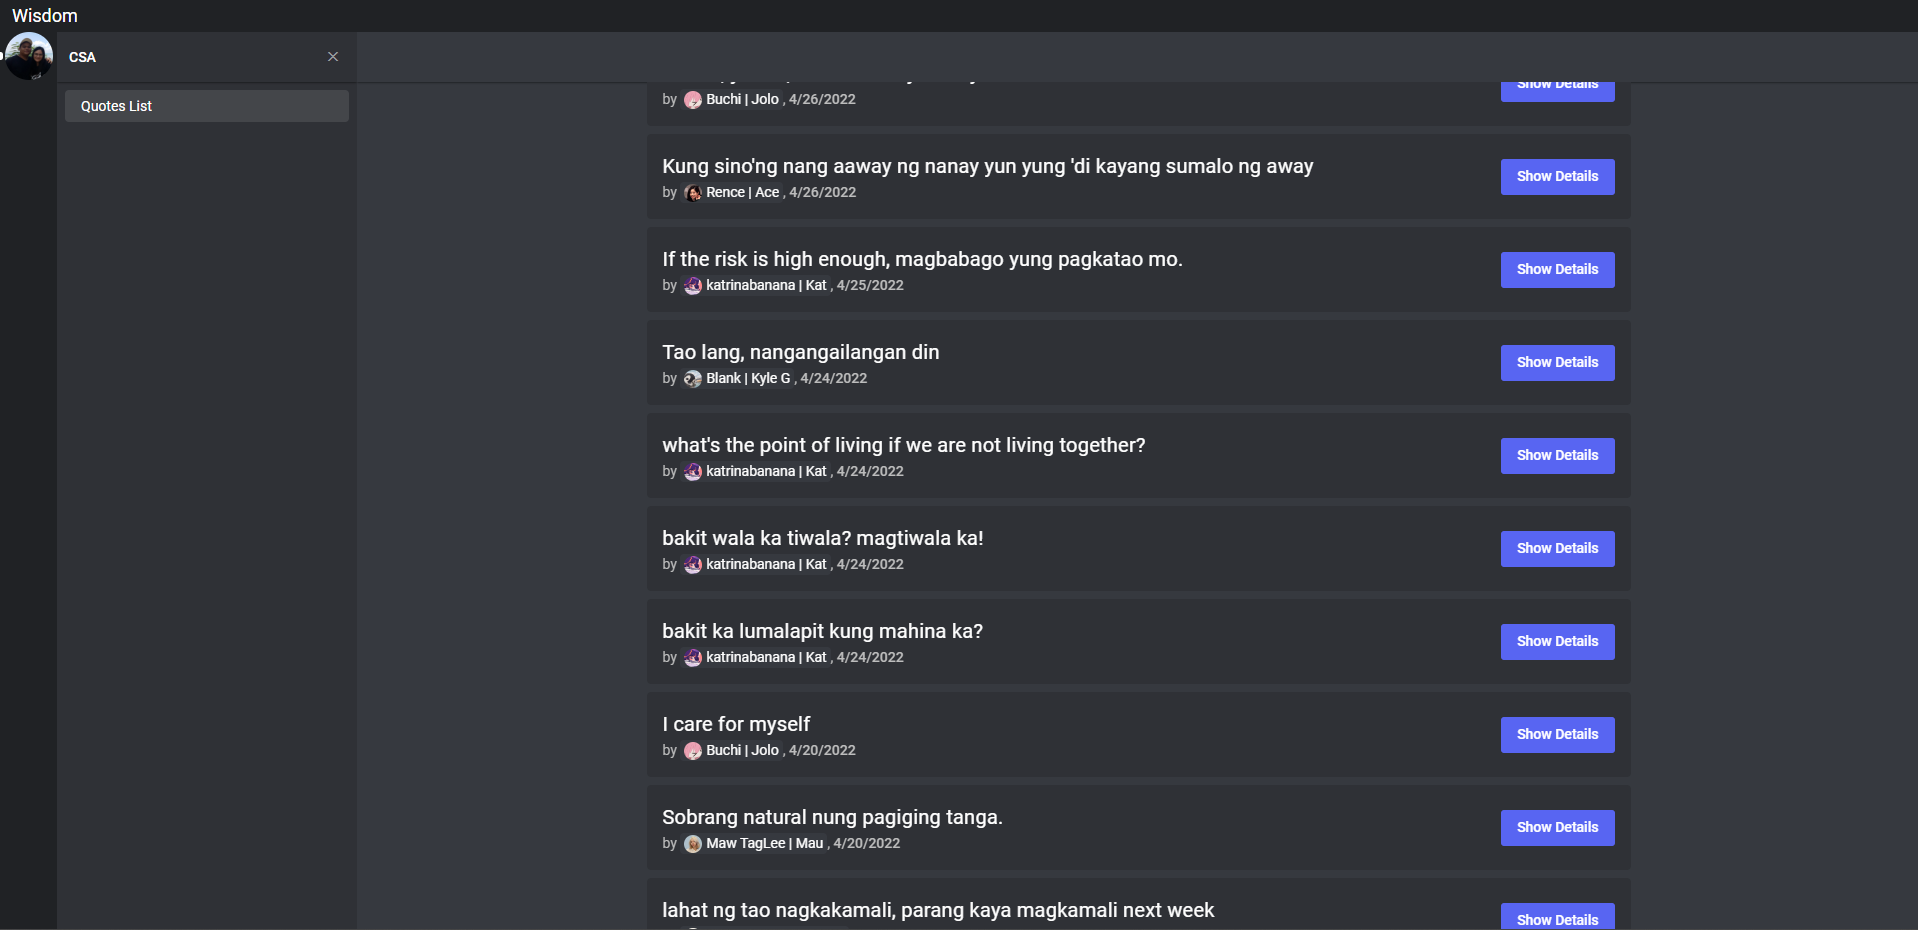 Wisdom
CSA
Quotes List
by Buchi | Jolo , 4/26/2022
Show Details
Kung sino'ng nang aaway ng nanay yun yung 'di kayang sumalo ng away
by Rence | Ace , 4/26/2022
Show Details
If the risk is high enough, magbabago yung pagkatao mo.
by katrinabanana | Kat , 4/25/2022
Show Details
Tao lang, nangangailangan din
by Blank | Kyle G , 4/24/2022
Show Details
what's the point of living if we are not living together?
by katrinabanana | Kat , 4/24/2022
Show Details
bakit wala ka tiwala? magtiwala ka!
by katrinabanana | Kat , 4/24/2022
Show Details
bakit ka lumalapit kung mahina ka?
by katrinabanana | Kat , 4/24/2022
Show Details
I care for myself
by Buchi | Jolo , 4/20/2022
Show Details
Sobrang natural nung pagiging tanga.
by Maw TagLee | Mau , 4/20/2022
Show Details
lahat ng tao nagkakamali, parang kaya magkamali next week
Show Details